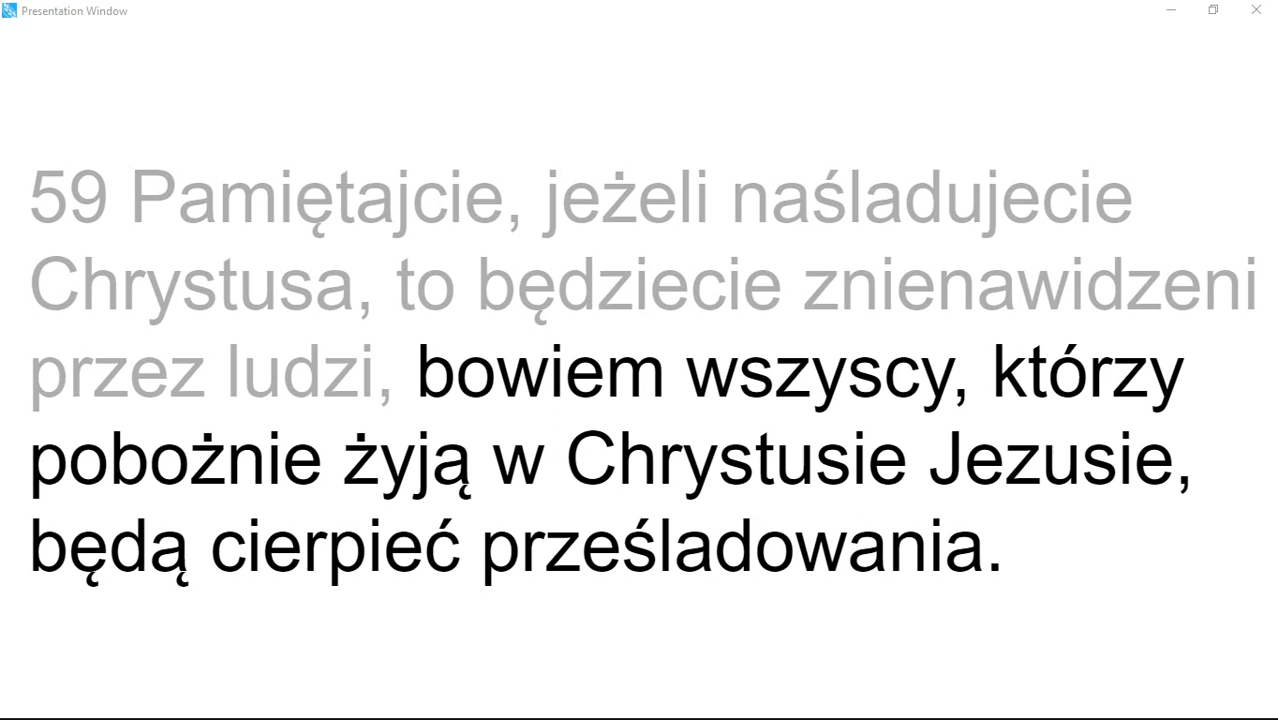 Presentation Window
59 Pamiętajcie, jeżeli naśladujecie
Chrystusa, to będziecie znienawidzeni
przez ludzi, bowiem wszyscy, którzy
pobożnie żyją w Chrystusie Jezusie,
będą cierpieć prześladowania.